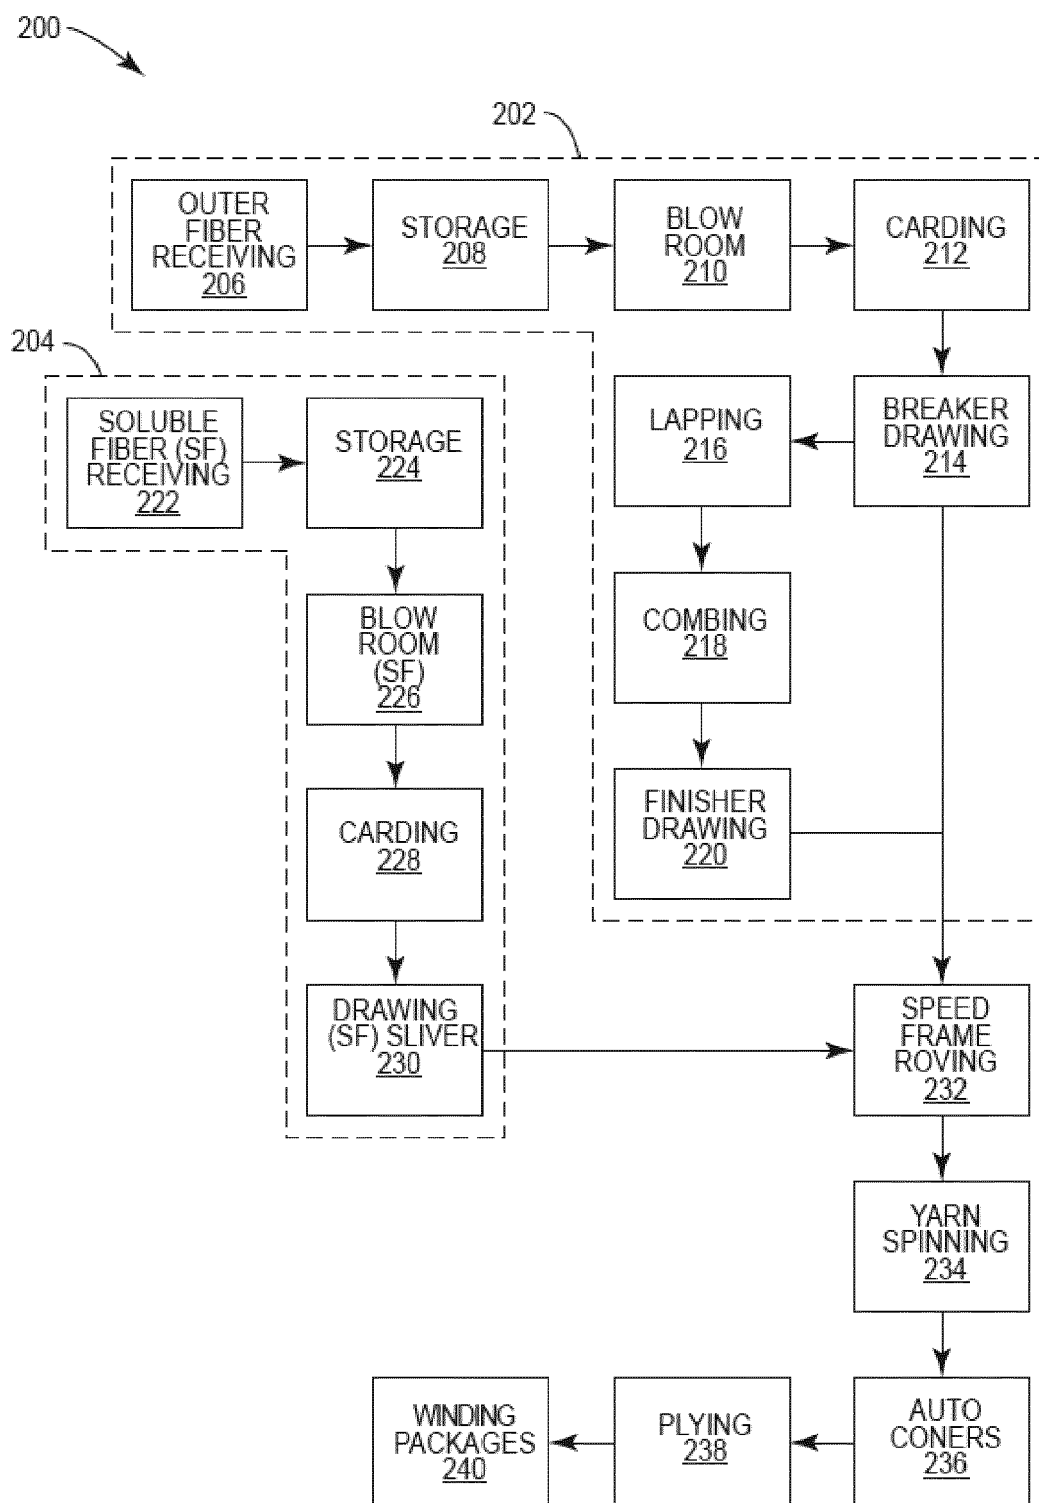 200
202
OUTER
FIBER
RECEIVING
206
STORAGE
208
BLOW
ROOM
210
CARDING
212
204
SOLUBLE
FIBER (SF)
RECEIVING
222
STORAGE
224
LAPPING
216
BREAKER
DRAWING
214
BLOW
ROOM
(SF)
226
COMBING
218
CARDING
228
FINISHER
DRAWING
220
DRAWING
(SF) SLIVER
230
SPEED
FRAME
ROVING
232
YARN
SPINNING
234
WINDING
PACKAGES
240
PLYING
238
AUTO
CONERS
236